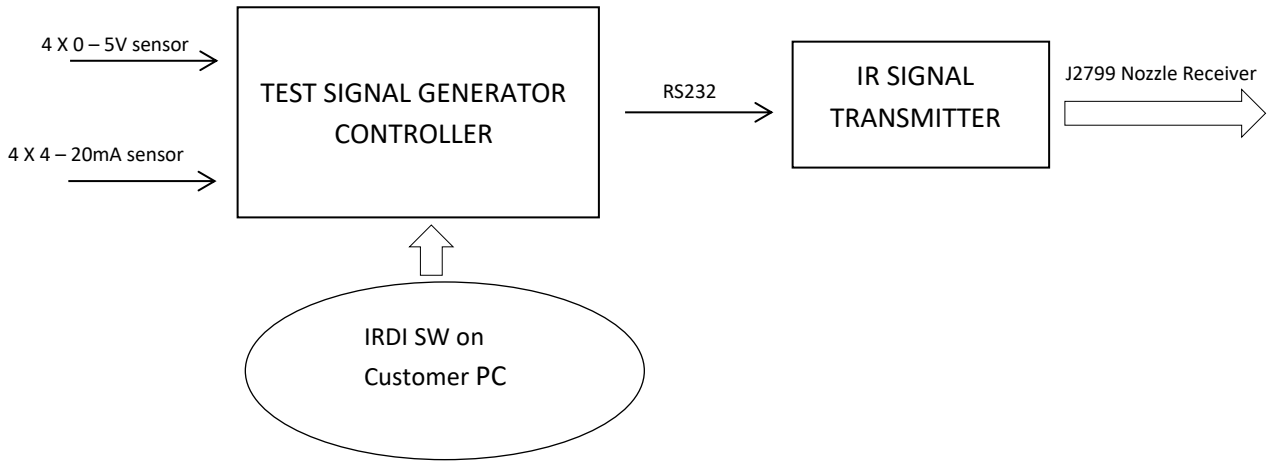 4 X 0 – 5V sensor
4 X 4 – 20mA sensor
TEST SIGNAL GENERATOR
CONTROLLER
RS232
IR SIGNAL
TRANSMITTER
J2799 Nozzle Receiver
IRDI SW on
Customer PC